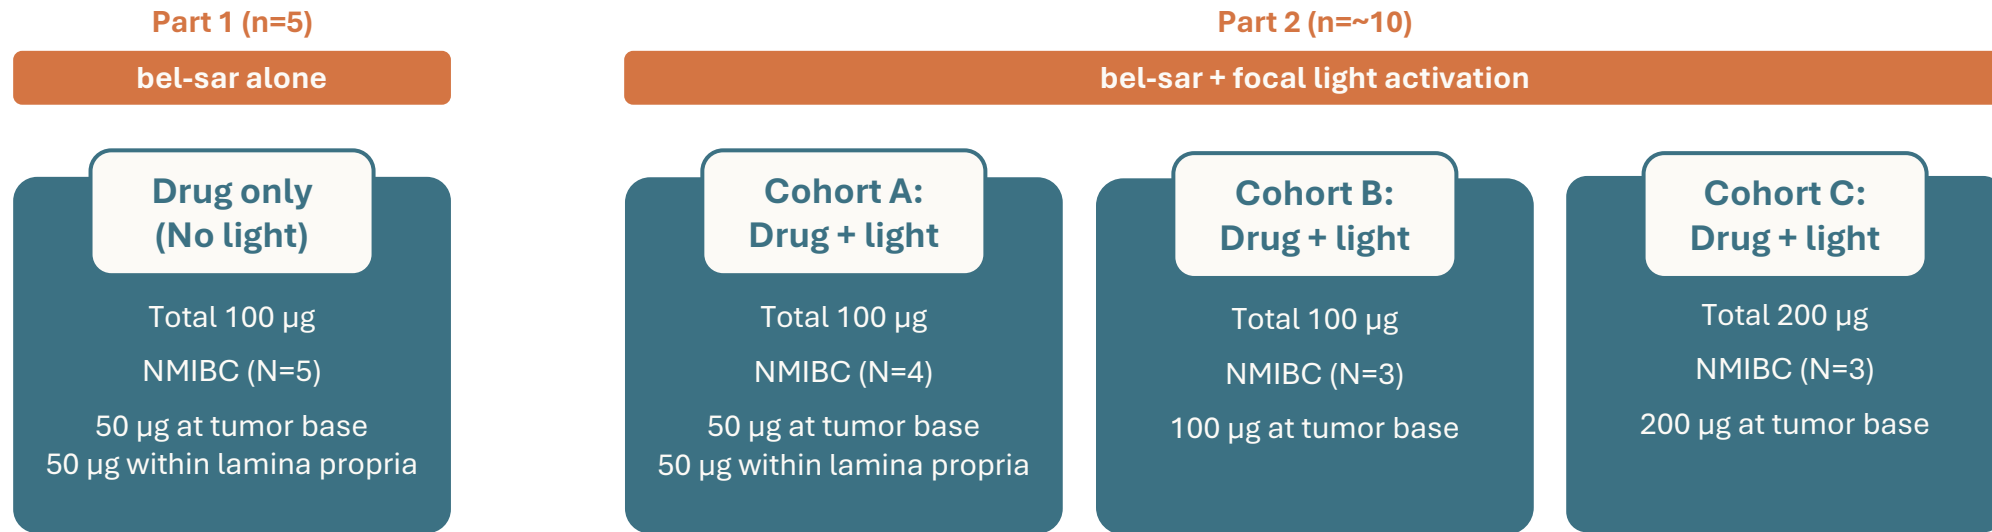 Part 1 (n=5)
bel-sar alone
Drug only
(No light)
Total 100 µg
NMIBC (N=5)
50 µg at tumor base
50 µg within lamina propria
Part 2 (n=~10)
bel-sar + focal light activation
Cohort A:
Drug + light
Total 100 µg
NMIBC (N=4)
50 µg at tumor base
50 µg within lamina propria
Cohort B:
Drug + light
Total 100 µg
NMIBC (N=3)
100 µg at tumor base
Cohort C:
Drug + light
Total 200 µg
NMIBC (N=3)
200 µg at tumor base